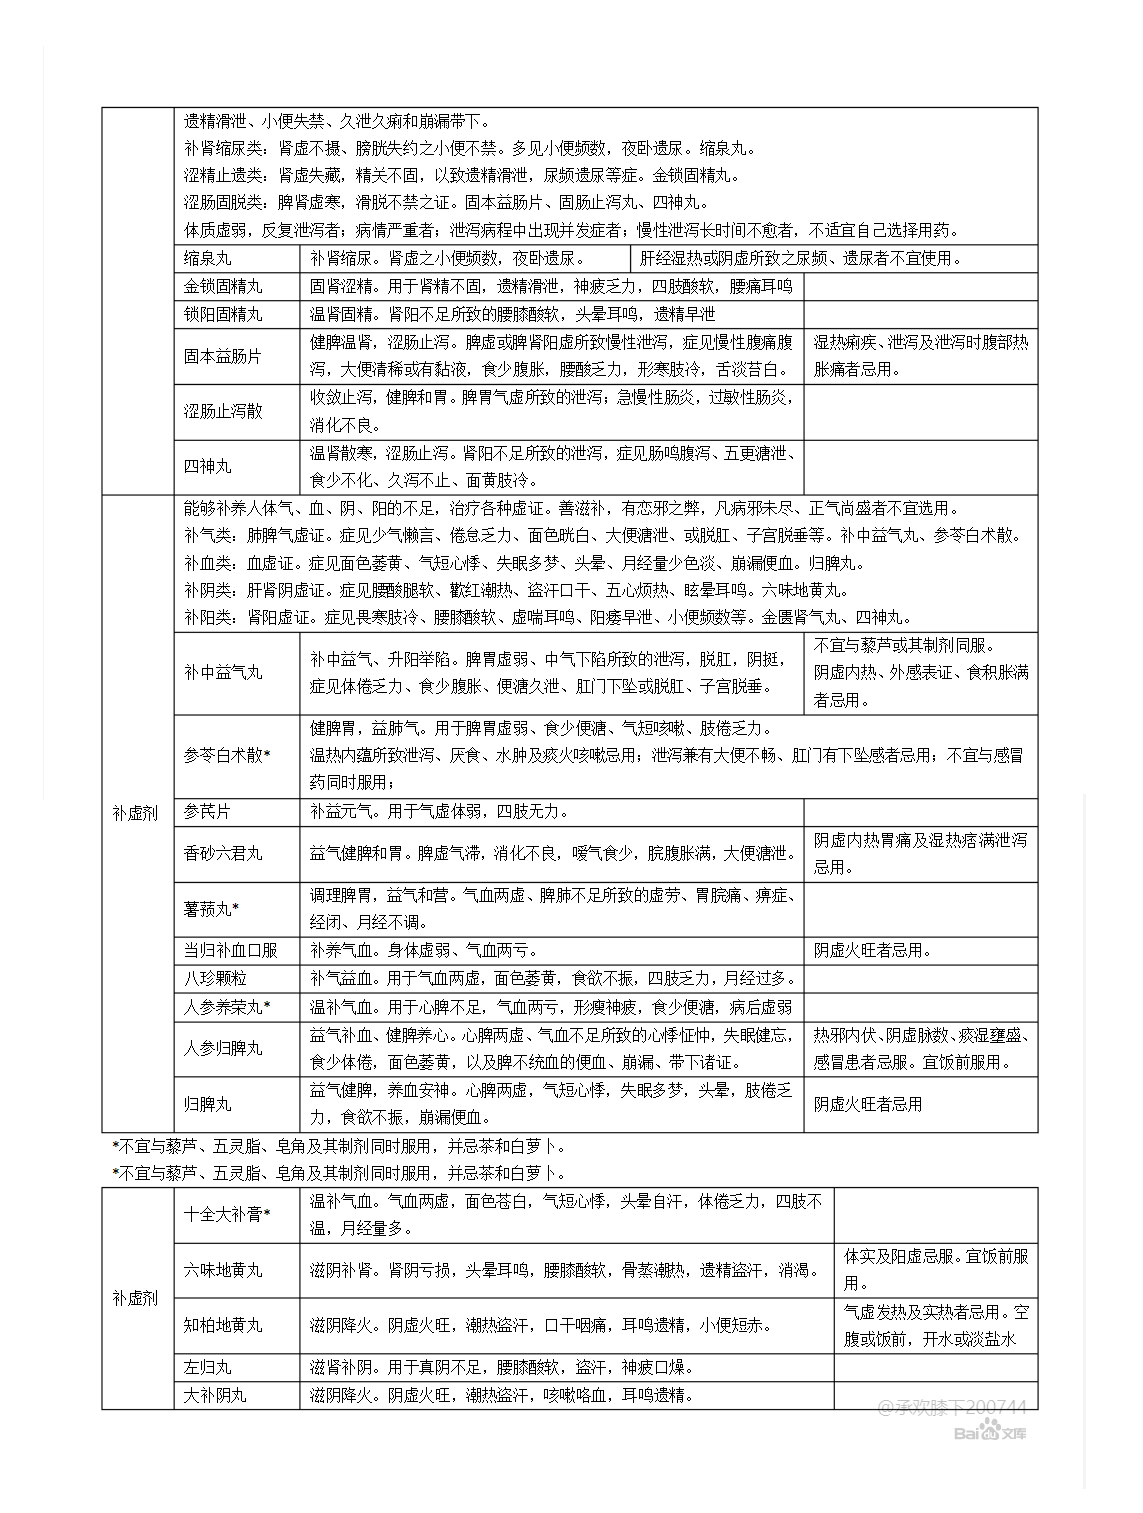 遗精滑泄、小便失禁、久泄久痢和崩漏带下。
补肾缩尿类：肾虚不摄、膀胱失约之小便不禁。多见小便频数，夜卧遗尿。缩泉丸。
涩精止遗类：肾虚失藏，精关不固，以致遗精滑泄，尿频遗尿等症。金锁固精丸。
涩肠固脱类：脾肾虚寒，滑脱不禁之证。固本益肠片、固肠止泻丸、四神丸。
体质虚弱，反复泄泻者；病情严重者；泄泻病程中出现并发症者；慢性泄泻长时间不愈者，不适宜自己选择用药。
缩泉丸
补肾缩尿。肾虚之小便频数，夜卧遗尿。
肝经湿热或阴虚所致之尿频、遗尿者不宜使用。
金锁固精丸
固肾涩精。用于肾精不固，遗精滑泄，神疲乏力，四肢酸软，腰痛耳鸣
锁阳固精丸
温肾固精。肾阳不足所致的腰膝酸软，头晕耳鸣，遗精早泄
固本益肠片
健脾温肾，涩肠止泻。脾虚或脾肾阳虚所致慢性泄泻，症见慢性腹痛腹
泻，大便清稀或有黏液，食少腹胀，腰酸乏力，形寒肢冷，舌淡苔白。
湿热痢疾、泄泻及泄泻时腹部热
胀痛者忌用。
涩肠止泻散
收敛止泻，健脾和胃。脾胃气虚所致的泄泻；急慢性肠炎，过敏性肠炎，
消化不良。
四神丸
温肾散寒，涩肠止泻。肾阳不足所致的泄泻，症见肠鸣腹泻、五更溏泄、
食少不化、久泻不止、面黄肢冷。
补虚剂
能够补养人体气、血、阴、阳的不足，治疗各种虚证。善滋补，有恋邪之弊，凡病邪未尽、正气尚盛者不宜选用。
补气类：肺脾气虚证。症见少气懒言、倦怠乏力、面色㿠白、大便溏泄、或脱肛、子宫脱垂等。补中益气丸、参苓白术散。
补血类：血虚证。症见面色萎黄、气短心悸、失眠多梦、头晕、月经量少色淡、崩漏便血。归脾丸。
补阴类：肝肾阴虚证。症见腰酸腿软、歡红潮热、盗汗口干、五心烦热、眩晕耳鸣。六味地黄丸。
补阳类：肾阳虚证。症见畏寒肢冷、腰膝酸软、虚喘耳鸣、阳痿早泄、小便频数等。金匮肾气丸、四神丸。
补中益气丸
补中益气、升阳举陷。脾胃虚弱、中气下陷所致的泄泻，脱肛，阴挺，
症见体倦乏力、食少腹胀、便溏久泄、肛门下坠或脱肛、子宫脱垂。
不宜与藜芦或其制剂同服。
阴虚内热、外感表证、食积胀满
者忌用。
参苓白术散*
健脾胃，益肺气。用于脾胃虚弱、食少便溏、气短咳嗽、肢倦乏力。
温热内蕴所致泄泻、厌食、水肿及痰火咳嗽忌用；泄泻兼有大便不畅、肛门有下坠感者忌用；不宜与感冒
药同时服用；
参芪片
补益元气。用于气虚体弱，四肢无力。
香砂六君丸
益气健脾和胃。脾虚气滞，消化不良，嗳气食少，脘腹胀满，大便溏泄。
阴虚内热胃痛及湿热痞满泄泻
忌用。
薯蓣丸*
调理脾胃，益气和营。气血两虚、脾肺不足所致的虚劳、胃脘痛、痹症、
经闭、月经不调。
当归补血口服
补养气血。身体虚弱、气血两亏。
阴虚火旺者忌用。
八珍颗粒
补气益血。用于气血两虚，面色萎黄，食欲不振，四肢乏力，月经过多。
人参养荣丸*
温补气血。用于心脾不足，气血两亏，形瘦神疲，食少便溏，病后虚弱
人参归脾丸
益气补血、健脾养心。心脾两虚、气血不足所致的心悸怔忡，失眠健忘，
食少体倦，面色萎黄，以及脾不统血的便血、崩漏、带下诸证。
热邪内伏、阴虚脉数、痰湿壅盛、
感冒患者忌服。宜饭前服用。
归脾丸
益气健脾，养血安神。心脾两虚，气短心悸，失眠多梦，头晕，肢倦乏
力，食欲不振，崩漏便血。
阴虚火旺者忌用
*不宜与藜芦、五灵脂、皂角及其制剂同时服用，并忌茶和白萝卜。
*不宜与藜芦、五灵脂、皂角及其制剂同时服用，并忌茶和白萝卜。
补虚剂
十全大补膏*
温补气血。气血两虚，面色苍白，气短心悸，头晕自汗，体倦乏力，四肢不
温，月经量多。
六味地黄丸
滋阴补肾。肾阴亏损，头晕耳鸣，腰膝酸软，骨蒸潮热，遗精盗汗，消渴。
体实及阳虚忌服。宜饭前服
用。
知柏地黄丸
滋阴降火。阴虚火旺，潮热盗汗，口干咽痛，耳鸣遗精，小便短赤。
气虚发热及实热者忌用。空
腹或饭前，开水或淡盐水
左归丸
滋肾补阴。用于真阴不足，腰膝酸软，盗汗，神疲口燥。
大补阴丸
滋阴降火。阴虚火旺，潮热盗汗，咳嗽咯血，耳鸣遗精。
@承欢膝下200744
Bai文库